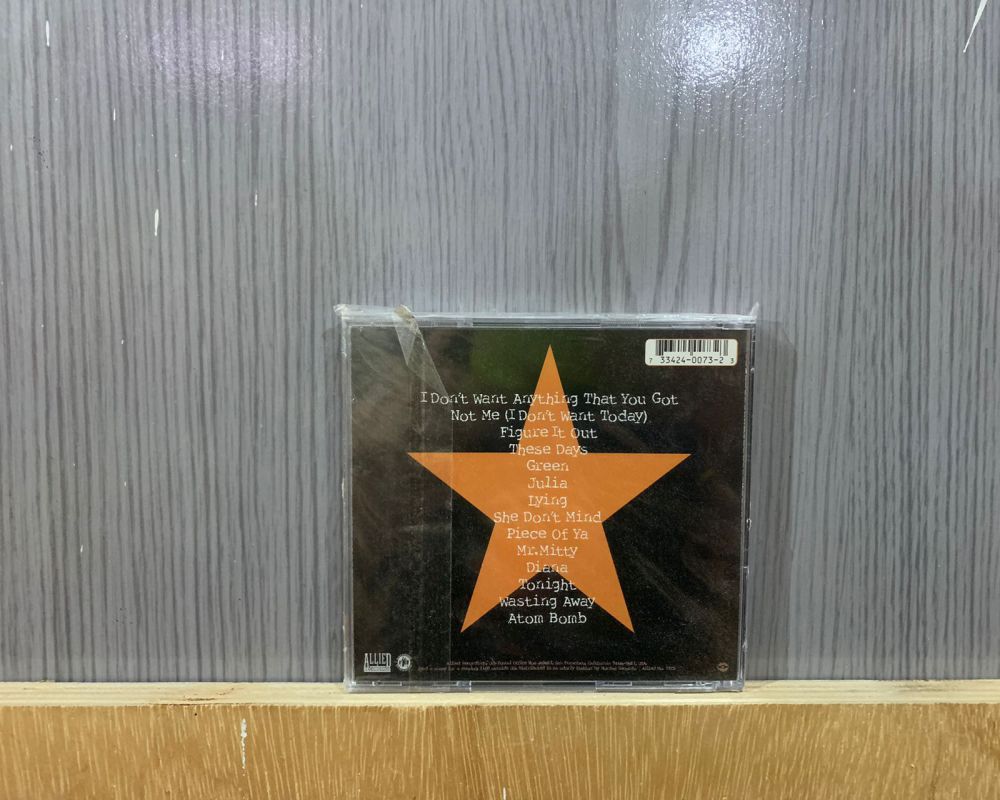 7 33424-0073-2 3
I Don't Want Anything That You Got
Not Me (I Don't Want Today)
Figure It Out
These Days
Green
Julia
Lying
She Don't Mind
Piece Of Ya
Mr.Mitty
Diana
Tonight
Wasting Away
Atom Bomb
ALLIED